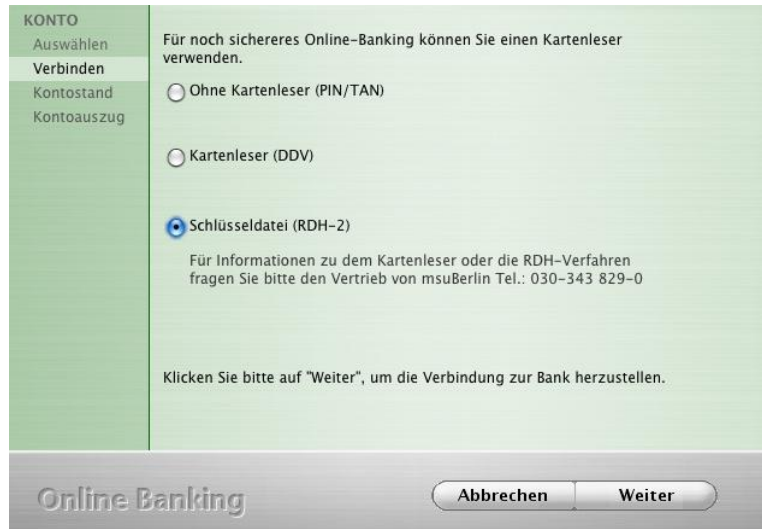 KONTO
Auswählen
Verbinden
Kontostand
Kontoauszug
Für noch sichereres Online-Banking können Sie einen Kartenleser
verwenden.
Ohne Kartenleser (PIN/TAN)
Kartenleser (DDV)
Schlüsseldatei (RDH-2)
Für Informationen zu dem Kartenleser oder die RDH-Verfahren
fragen Sie bitte den Vertrieb von msuBerlin Tel.: 030-343 829-0
Klicken Sie bitte auf "Weiter", um die Verbindung zur Bank herzustellen.
Online Banking
Abbrechen
Weiter